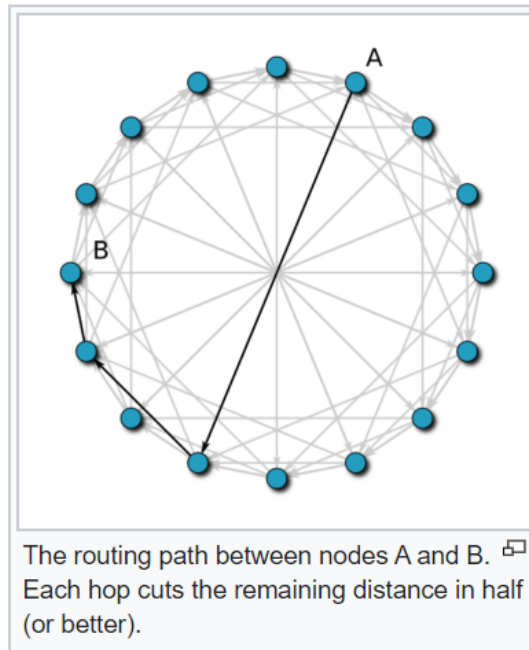 A
B
The routing path between nodes A and B.
Each hop cuts the remaining distance in half
(or better).